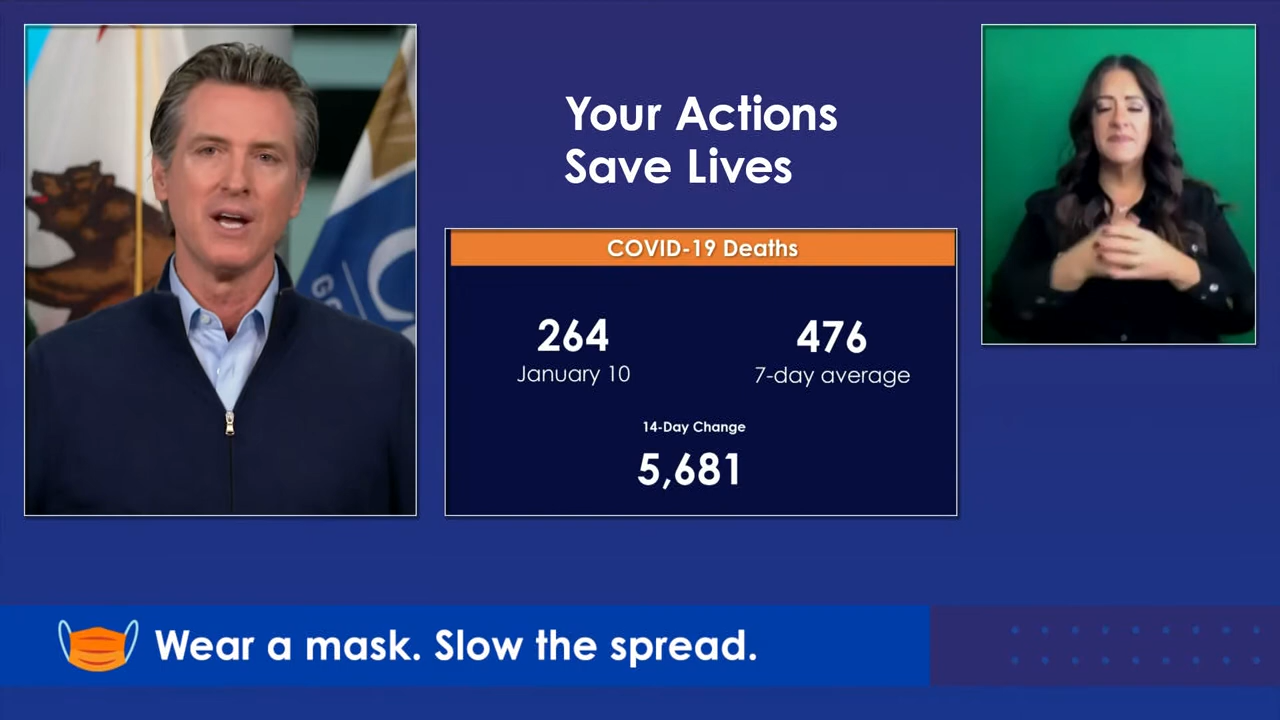 Your Actions
Save Lives
COVID-19 Deaths
264
January 10
476
7-day average
14-Day Change
5,681
Wear a mask. Slow the spread.